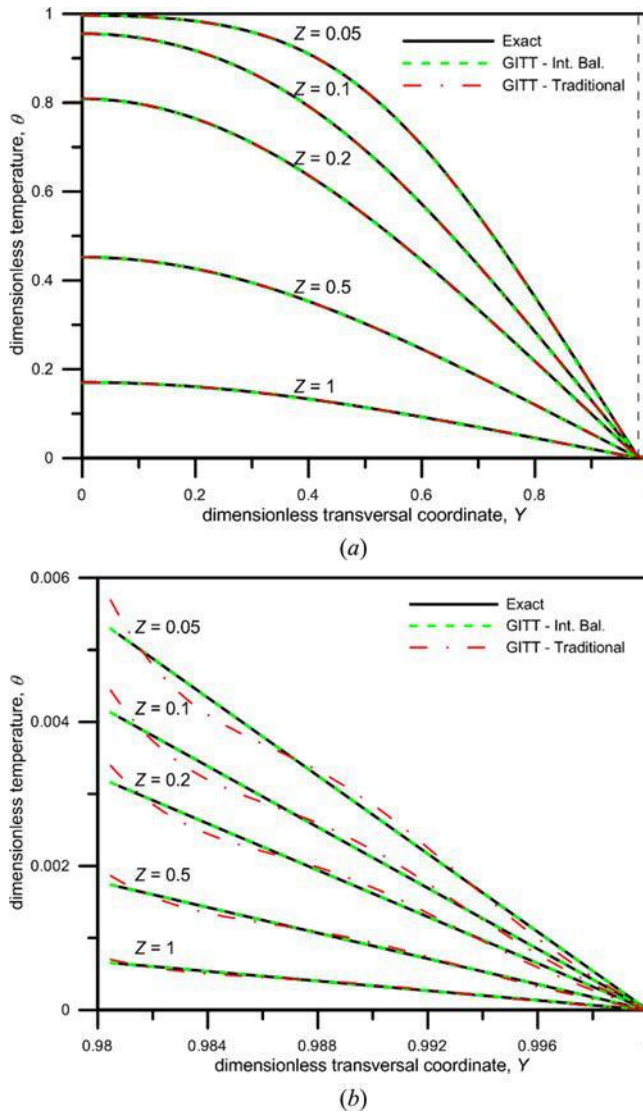 1
0.8
0.6
0.4
0.2
0
dimensionless temperature, θ
Z = 0.05
Z = 0.1
Z = 0.2
Z = 0.5
Z = 1
Exact
GITT - Int. Bal.
GITT - Traditional
0 0.2 0.4 0.6 0.8
dimensionless transversal coordinate, Y
(a)
0.006
0.004
0.002
0
dimensionless temperature, θ
Z = 0.05
Z = 0.1
Z = 0.2
Z = 0.5
Z = 1
Exact
GITT - Int. Bal.
GITT - Traditional
0.98 0.984 0.988 0.992 0.996
dimensionless transversal coordinate, Y
(b)